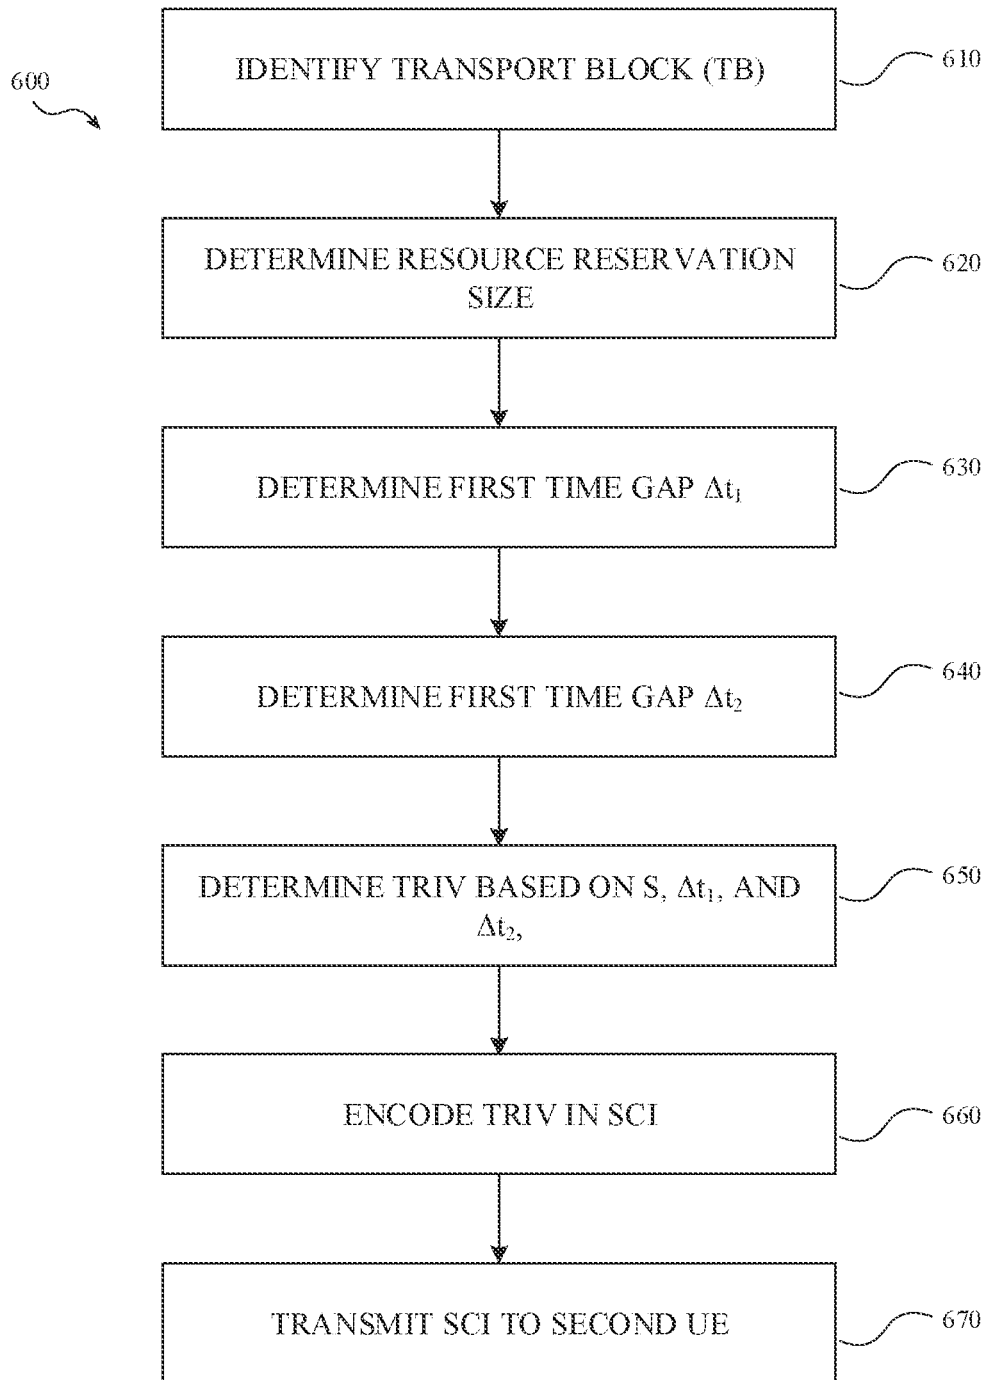 600
IDENTIFY TRANSPORT BLOCK (TB)
610
DETERMINE RESOURCE RESERVATION
SIZE
620
DETERMINE FIRST TIME GAP Δt₁
630
DETERMINE FIRST TIME GAP Δt₂
640
DETERMINE TRIV BASED ON S, Δt₁, AND
Δt₂,
650
ENCODE TRIV IN SCI
660
TRANSMIT SCI TO SECOND UE
670